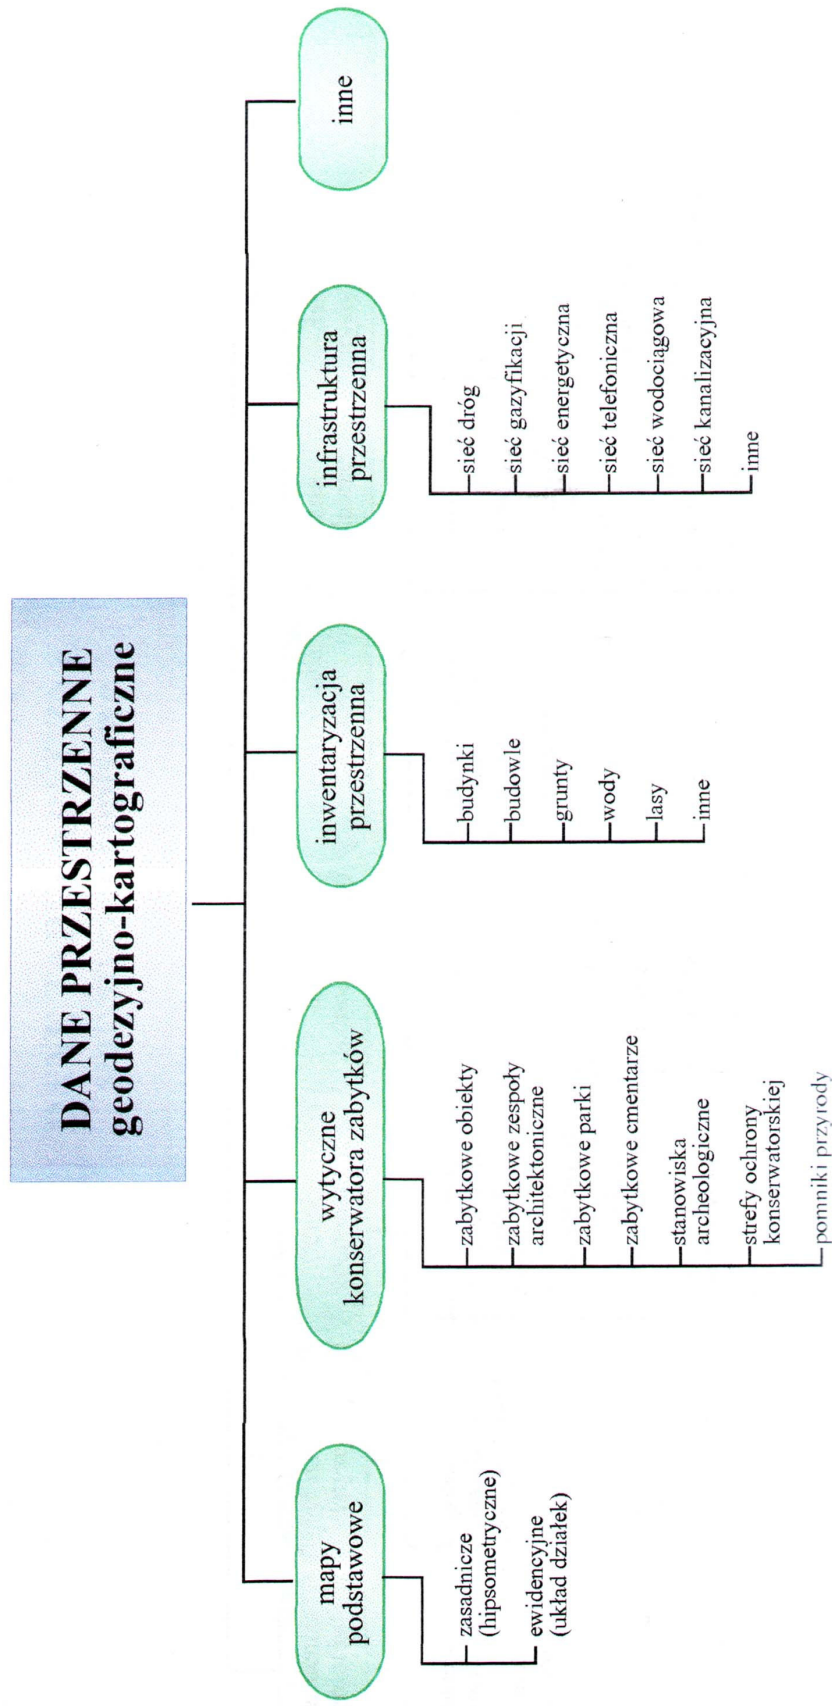 DANE PRZESTRZENNE
geodezyjno-kartograficzne
mapy
podstawowe
zasadnicze
(hipsometryczne)
ewidencyjne
(układ działek)
wytyczne
konserwatora zabytków
zabytkowe obiekty
zabytkowe zespoły
architektoniczne
zabytkowe parki
zabytkowe cmentarze
stanowiska
archeologiczne
strefy ochrony
konserwatorskiej
pomniki przyrody
inwentaryzacja
przestrzenna
budynki
budowle
grunty
wody
lasy
inne
infrastruktura
przestrzenna
sieć dróg
sieć gazyfikacji
sieć energetyczna
sieć telefoniczna
sieć wodociągowa
sieć kanalizacyjna
inne
inne